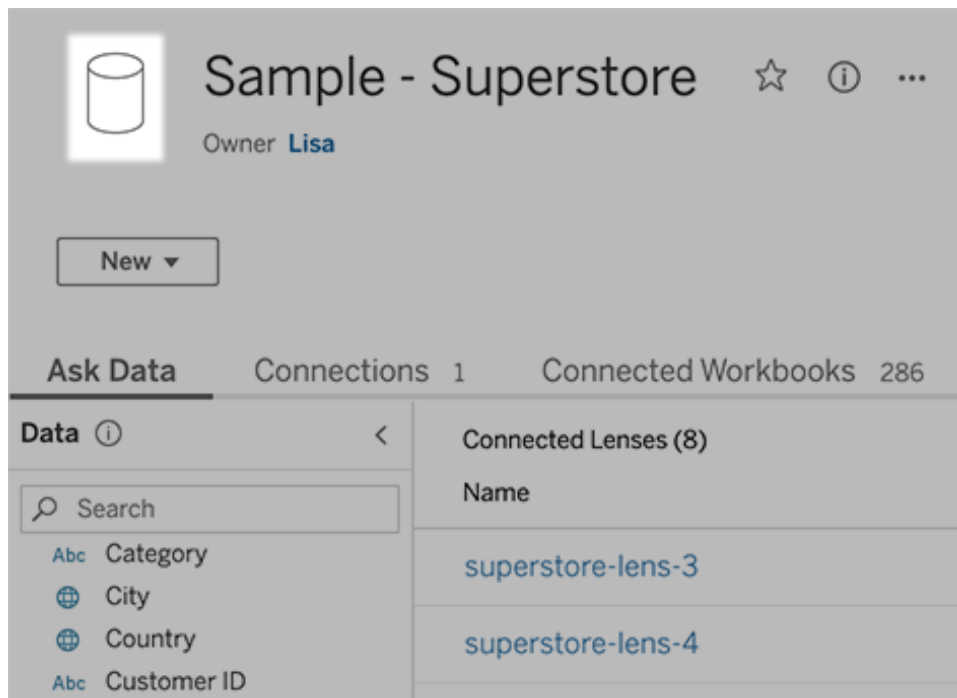 Sample - Superstore
Owner Lisa
New
Ask Data Connections 1 Connected Workbooks 286
Data
Search
Abc Category
City
Country
Abc Customer ID
Connected Lenses (8)
Name
superstore-lens-3
superstore-lens-4